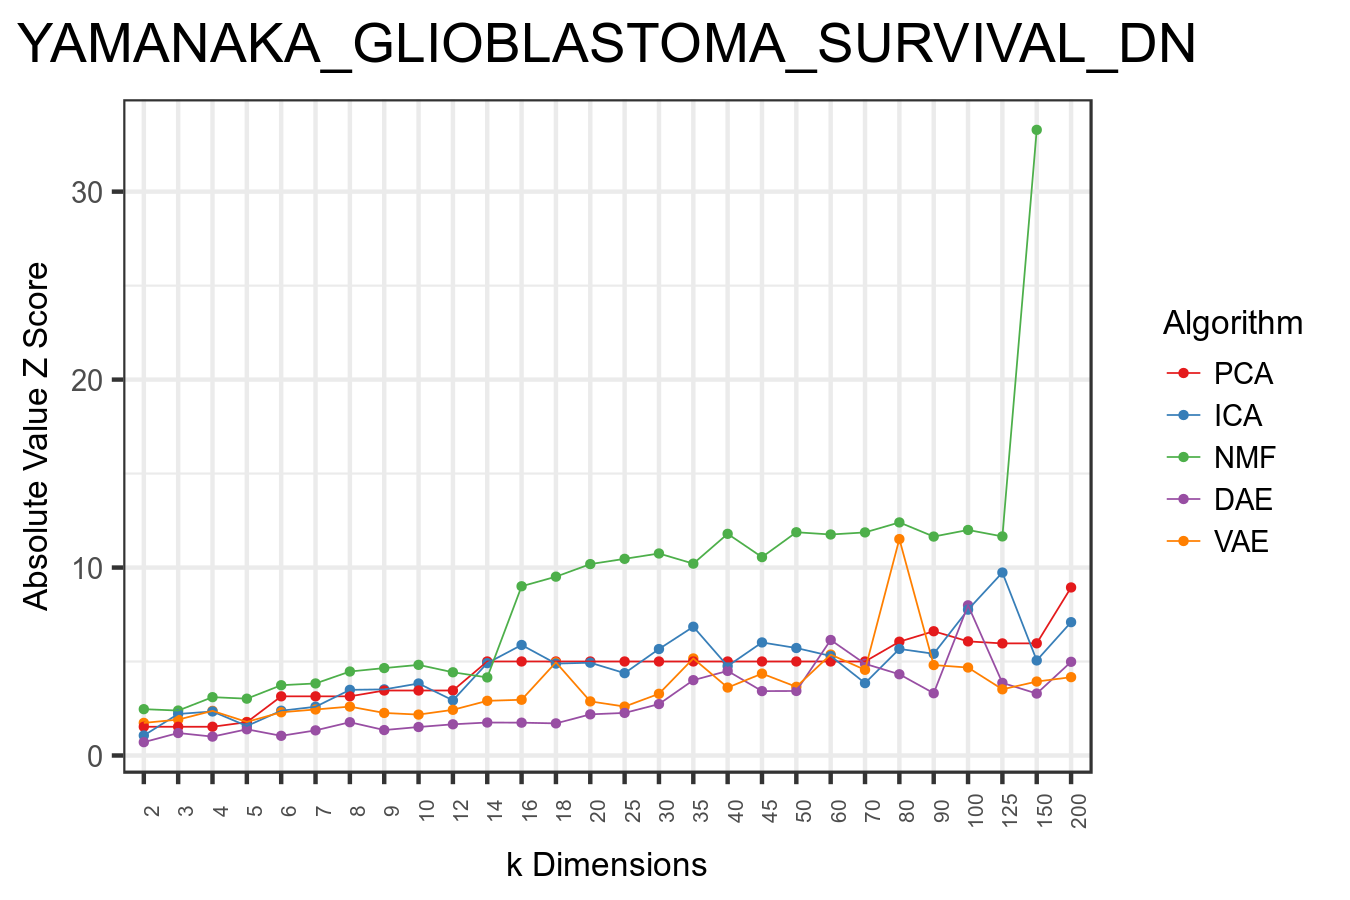 YAMANAKA_GLIOBLASTOMA_SURVIVAL_DN
Absolute Value Z Score
30
20
10
0
2 3 4 5 6 7 8 9 10 12 14 16 18 20 25 30 35 40 45 50 60 70 80 90 100 125 150 200
k Dimensions
Algorithm
PCA
ICA
NMF
DAE
VAE